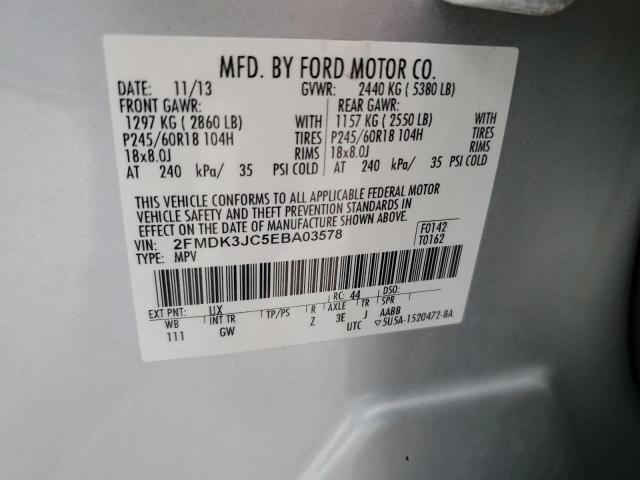 MFD. BY FORD MOTOR CO.
DATE: 11/13 GVWR: 2440 KG ( 5380 LB)
FRONT GAWR: REAR GAWR:
1297 KG ( 2860 LB) WITH 1157 KG ( 2550 LB) WITH
P245/60R18 104H TIRES P245/60R18 104H TIRES
18x8.0J RIMS 18x8.0J RIMS
AT 240 kPa/ 35 PSI COLD AT 240 kPa/ 35 PSI COLD
THIS VEHICLE CONFORMS TO ALL APPLICABLE FEDERAL MOTOR
VEHICLE SAFETY AND THEFT PREVENTION STANDARDS IN
EFFECT ON THE DATE OF MANUFACTURE SHOWN ABOVE.
VIN: 2FMDK3JC5EBA03578 F0142
TYPE: MPV T0162
EXT PNT: UX RC: 44 DSO:
WB INT TR TP/PS R AXLE TR SPR
111 GW Z 3E J AABB
UTC ▽5U5A-1520472-BA